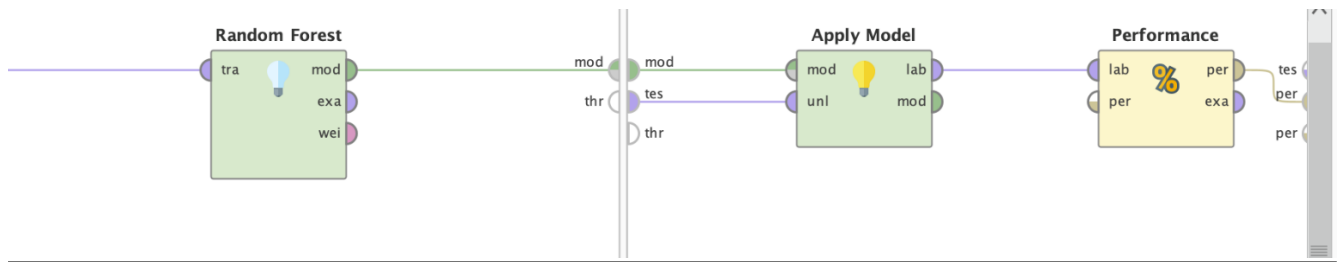 Random Forest
tra
mod
exa
wei
mod
thr
mod
tes
thr
Apply Model
mod
lab
unl
mod
Performance
lab
per
%
per
exa
tes
per
per